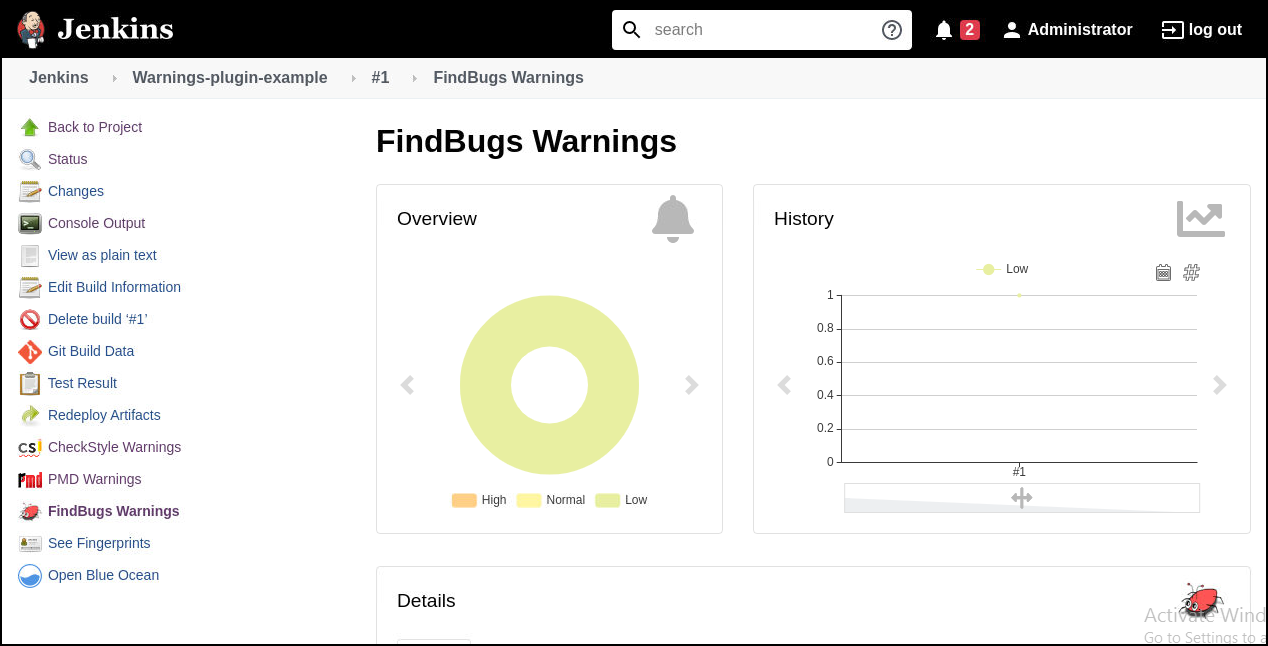 Jenkins
search
2
Administrator
log out
Jenkins
Warnings-plugin-example
#1
FindBugs Warnings
Back to Project
Status
Changes
Console Output
View as plain text
Edit Build Information
Delete build ‘#1’
Git Build Data
Test Result
Redeploy Artifacts
CheckStyle Warnings
PMD Warnings
FindBugs Warnings
See Fingerprints
Open Blue Ocean
FindBugs Warnings
Overview
High
Normal
Low
History
Low
1
0.8
0.6
0.4
0.2
0
#1
Details
Activate Wind
Go to Settings to a